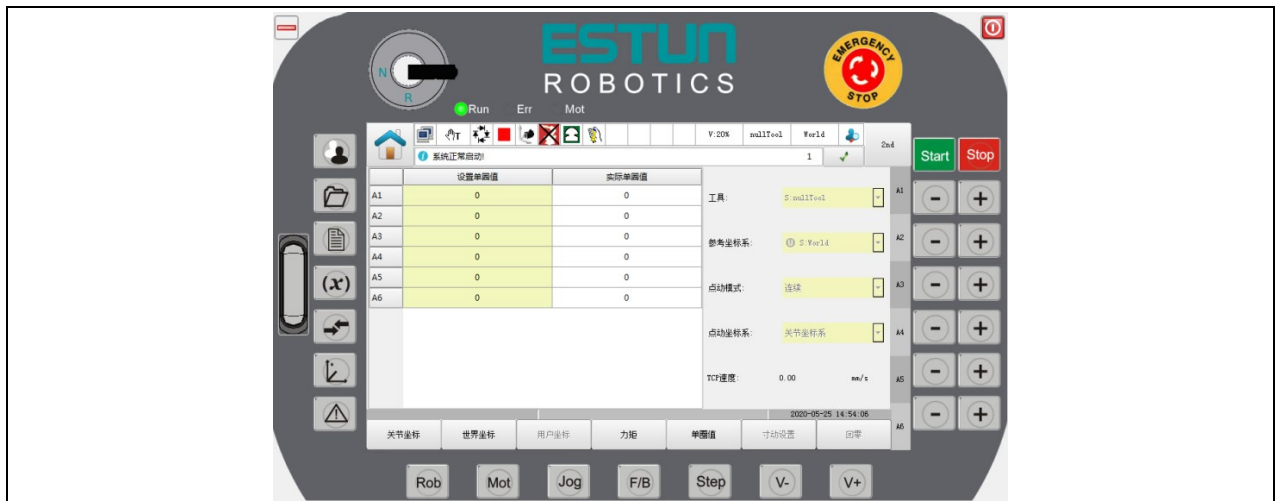 ESTUN
ROBOTICS
EMERGENCY
STOP
N
R
Run Err Mot
T
V:20% nullTool World
2nd
系统正常启动! 1
Start Stop
设置单圈值 实际单圈值
A1 0 0
A2 0 0
A3 0 0
A4 0 0
A5 0 0
A6 0 0
工具: S:nullTool
参考坐标系: S:World
点动模式: 连续
点动坐标系: 关节坐标系
TCP速度: 0.00 mm/s
2020-05-25 14:54:06
A1 - +
A2 - +
A3 - +
A4 - +
A5 - +
A6 - +
(x)
关节坐标 世界坐标 用户坐标 力矩 单圈值 寸动设置 回零
Rob Mot Jog F/B Step V- V+